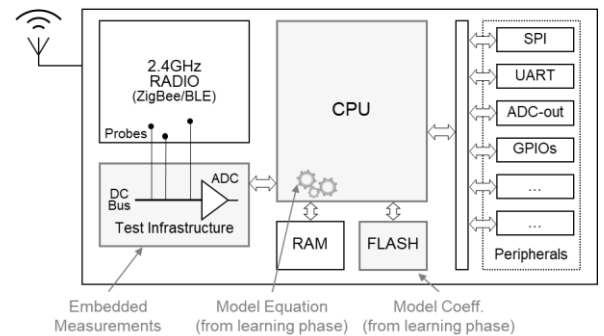 2.4GHz
RADIO
(ZigBee/BLE)
Probes
DC
Bus
ADC
Test Infrastructure
CPU
RAM
FLASH
SPI
UART
ADC-out
GPIOs
...
...
Peripherals
Embedded
Measurements
Model Equation
(from learning phase)
Model Coeff.
(from learning phase)